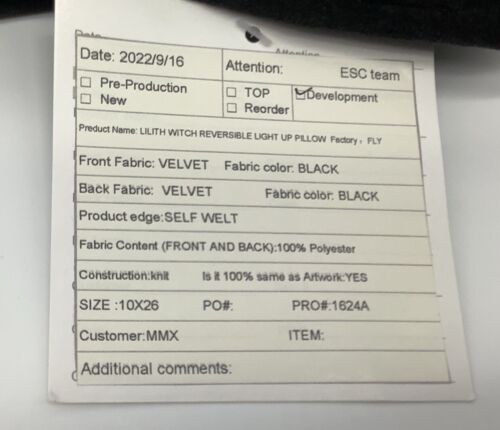 Date: 2022/9/16
Attention: ESC team
☐ Pre-Production
☐ New
☐ TOP
☐ Reorder
☑ Development
Preduct Name: LILITH WITCH REVERSIBLE LIGHT UP PILLOW Factory: FLY
Front Fabric: VELVET Fabric color: BLACK
Back Fabric: VELVET Fabric color: BLACK
Product edge:SELF WELT
Fabric Content (FRONT AND BACK):100% Polyester
Construction:knit Is it 100% same as Artwork:YES
SIZE :10X26 PO#: PRO#:1624A
Customer:MMX ITEM:
Additional comments: